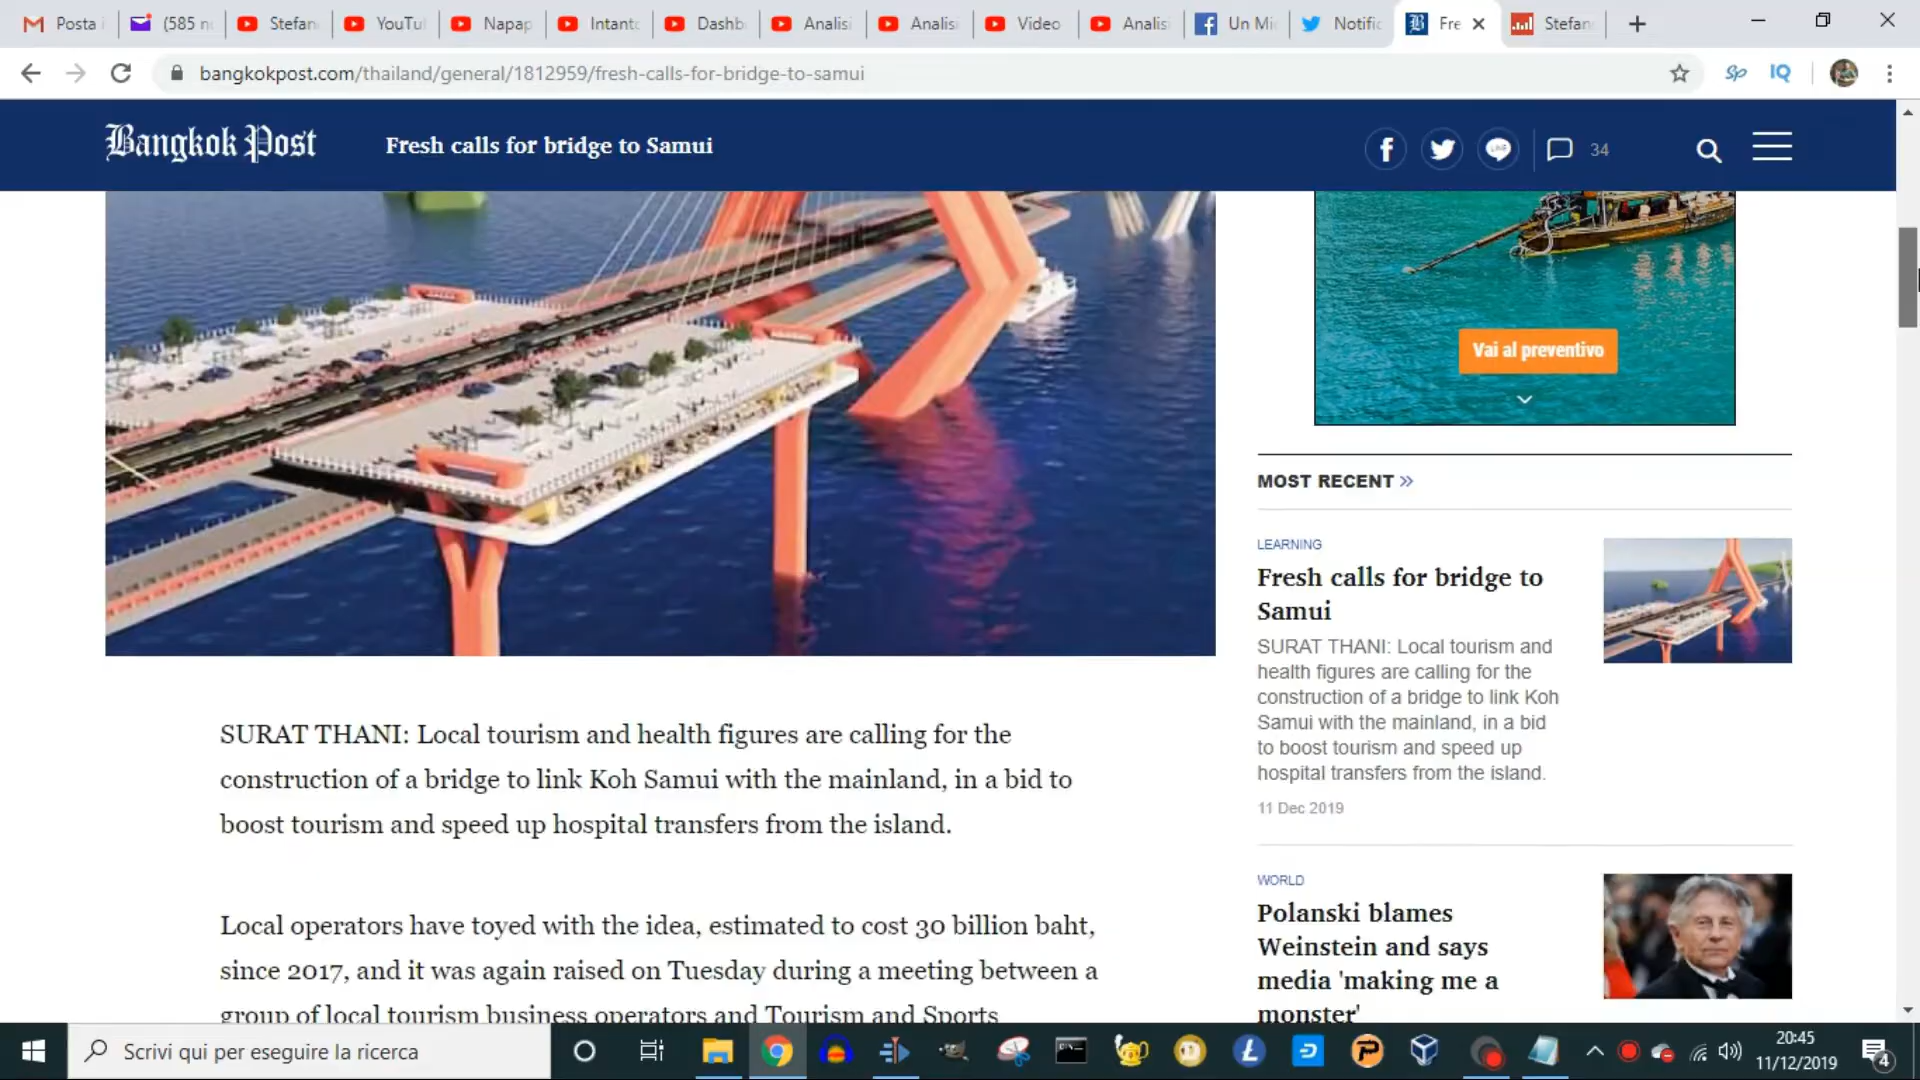 Posta i
(585 n
Stefan
YouTu
Napap
Intanto
Dashb
Analisi
Analisi
Video
Analis
Un Mi
Notific
Fre
Stefan
bangkokpost.com/thailand/general/1812959/fresh-calls-for-bridge-to-samui
Sp
IQ
Bangkok Post
Fresh calls for bridge to Samui
LINE
34
Vai al preventivo
MOST RECENT »
LEARNING
Fresh calls for bridge to
Samui
SURAT THANI: Local tourism and
health figures are calling for the
construction of a bridge to link Koh
Samui with the mainland, in a bid
to boost tourism and speed up
hospital transfers from the island.
11 Dec 2019
WORLD
Polanski blames
Weinstein and says
media 'making me a
monster'
SURAT THANI: Local tourism and health figures are calling for the
construction of a bridge to link Koh Samui with the mainland, in a bid to
boost tourism and speed up hospital transfers from the island.
Local operators have toyed with the idea, estimated to cost 30 billion baht,
since 2017, and it was again raised on Tuesday during a meeting between a
group of local tourism business operators and Tourism and Sports
Scrivi qui per eseguire la ricerca
20:45
11/12/2019
4